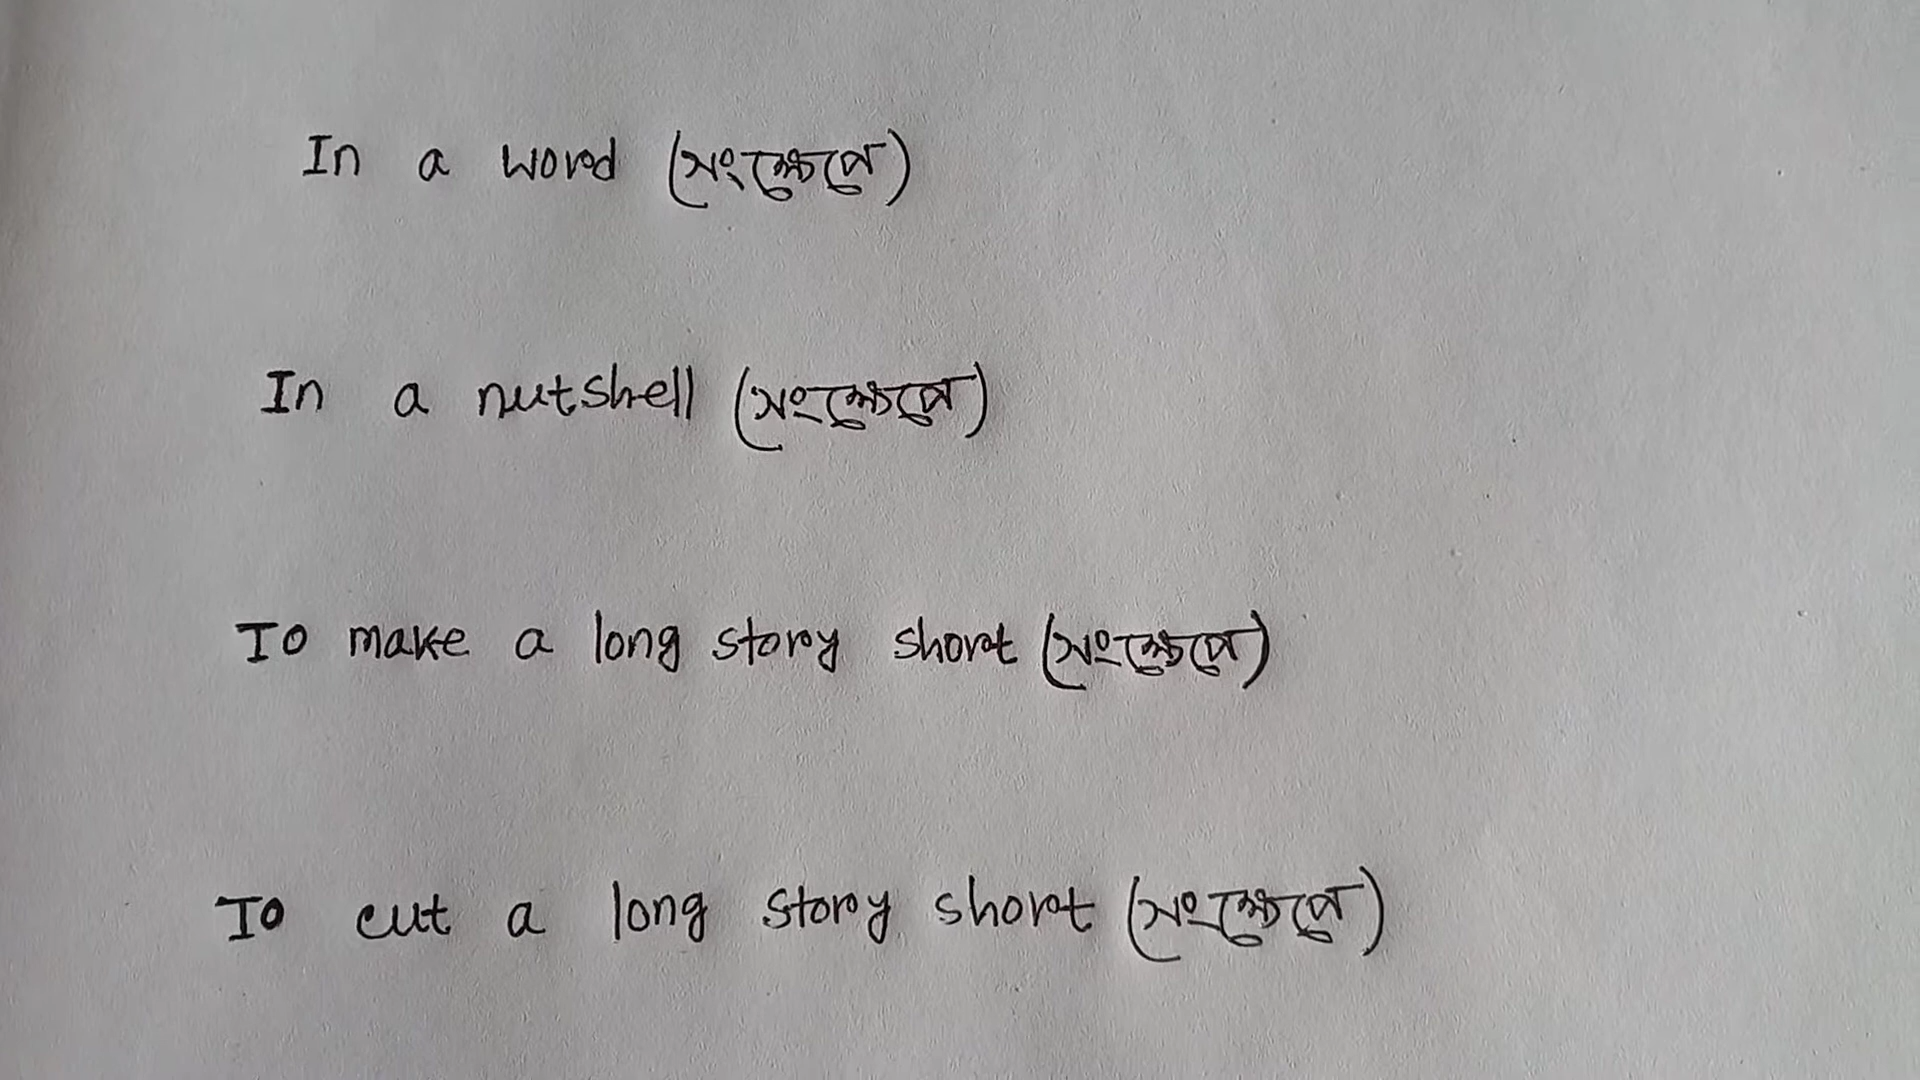 In a word (সংক্ষেপে)
In a nutshell (সংক্ষেপে)
To make a long story short (সংক্ষেপে)
To cut a long story short (সংক্ষেপে)